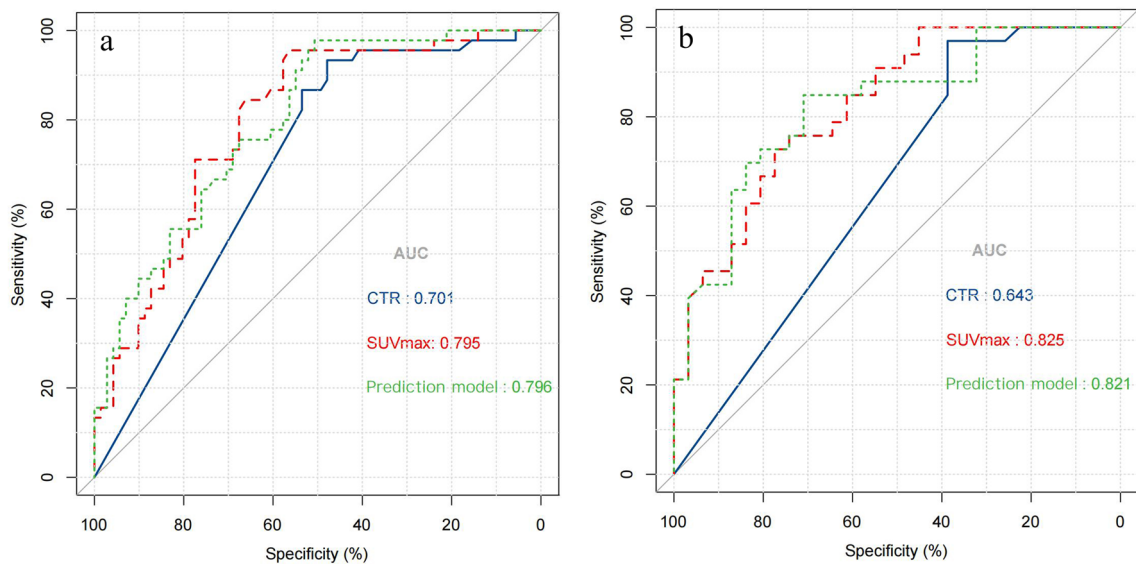 a
100
80
60
40
20
0
Sensitivity (%)
AUC
CTR : 0.701
SUVmax: 0.795
Prediction model : 0.796
100 80 60 40 20 0
Specificity (%)
b
100
80
60
40
20
0
Sensitivity (%)
AUC
CTR : 0.643
SUVmax : 0.825
Prediction model : 0.821
100 80 60 40 20 0
Specificity (%)